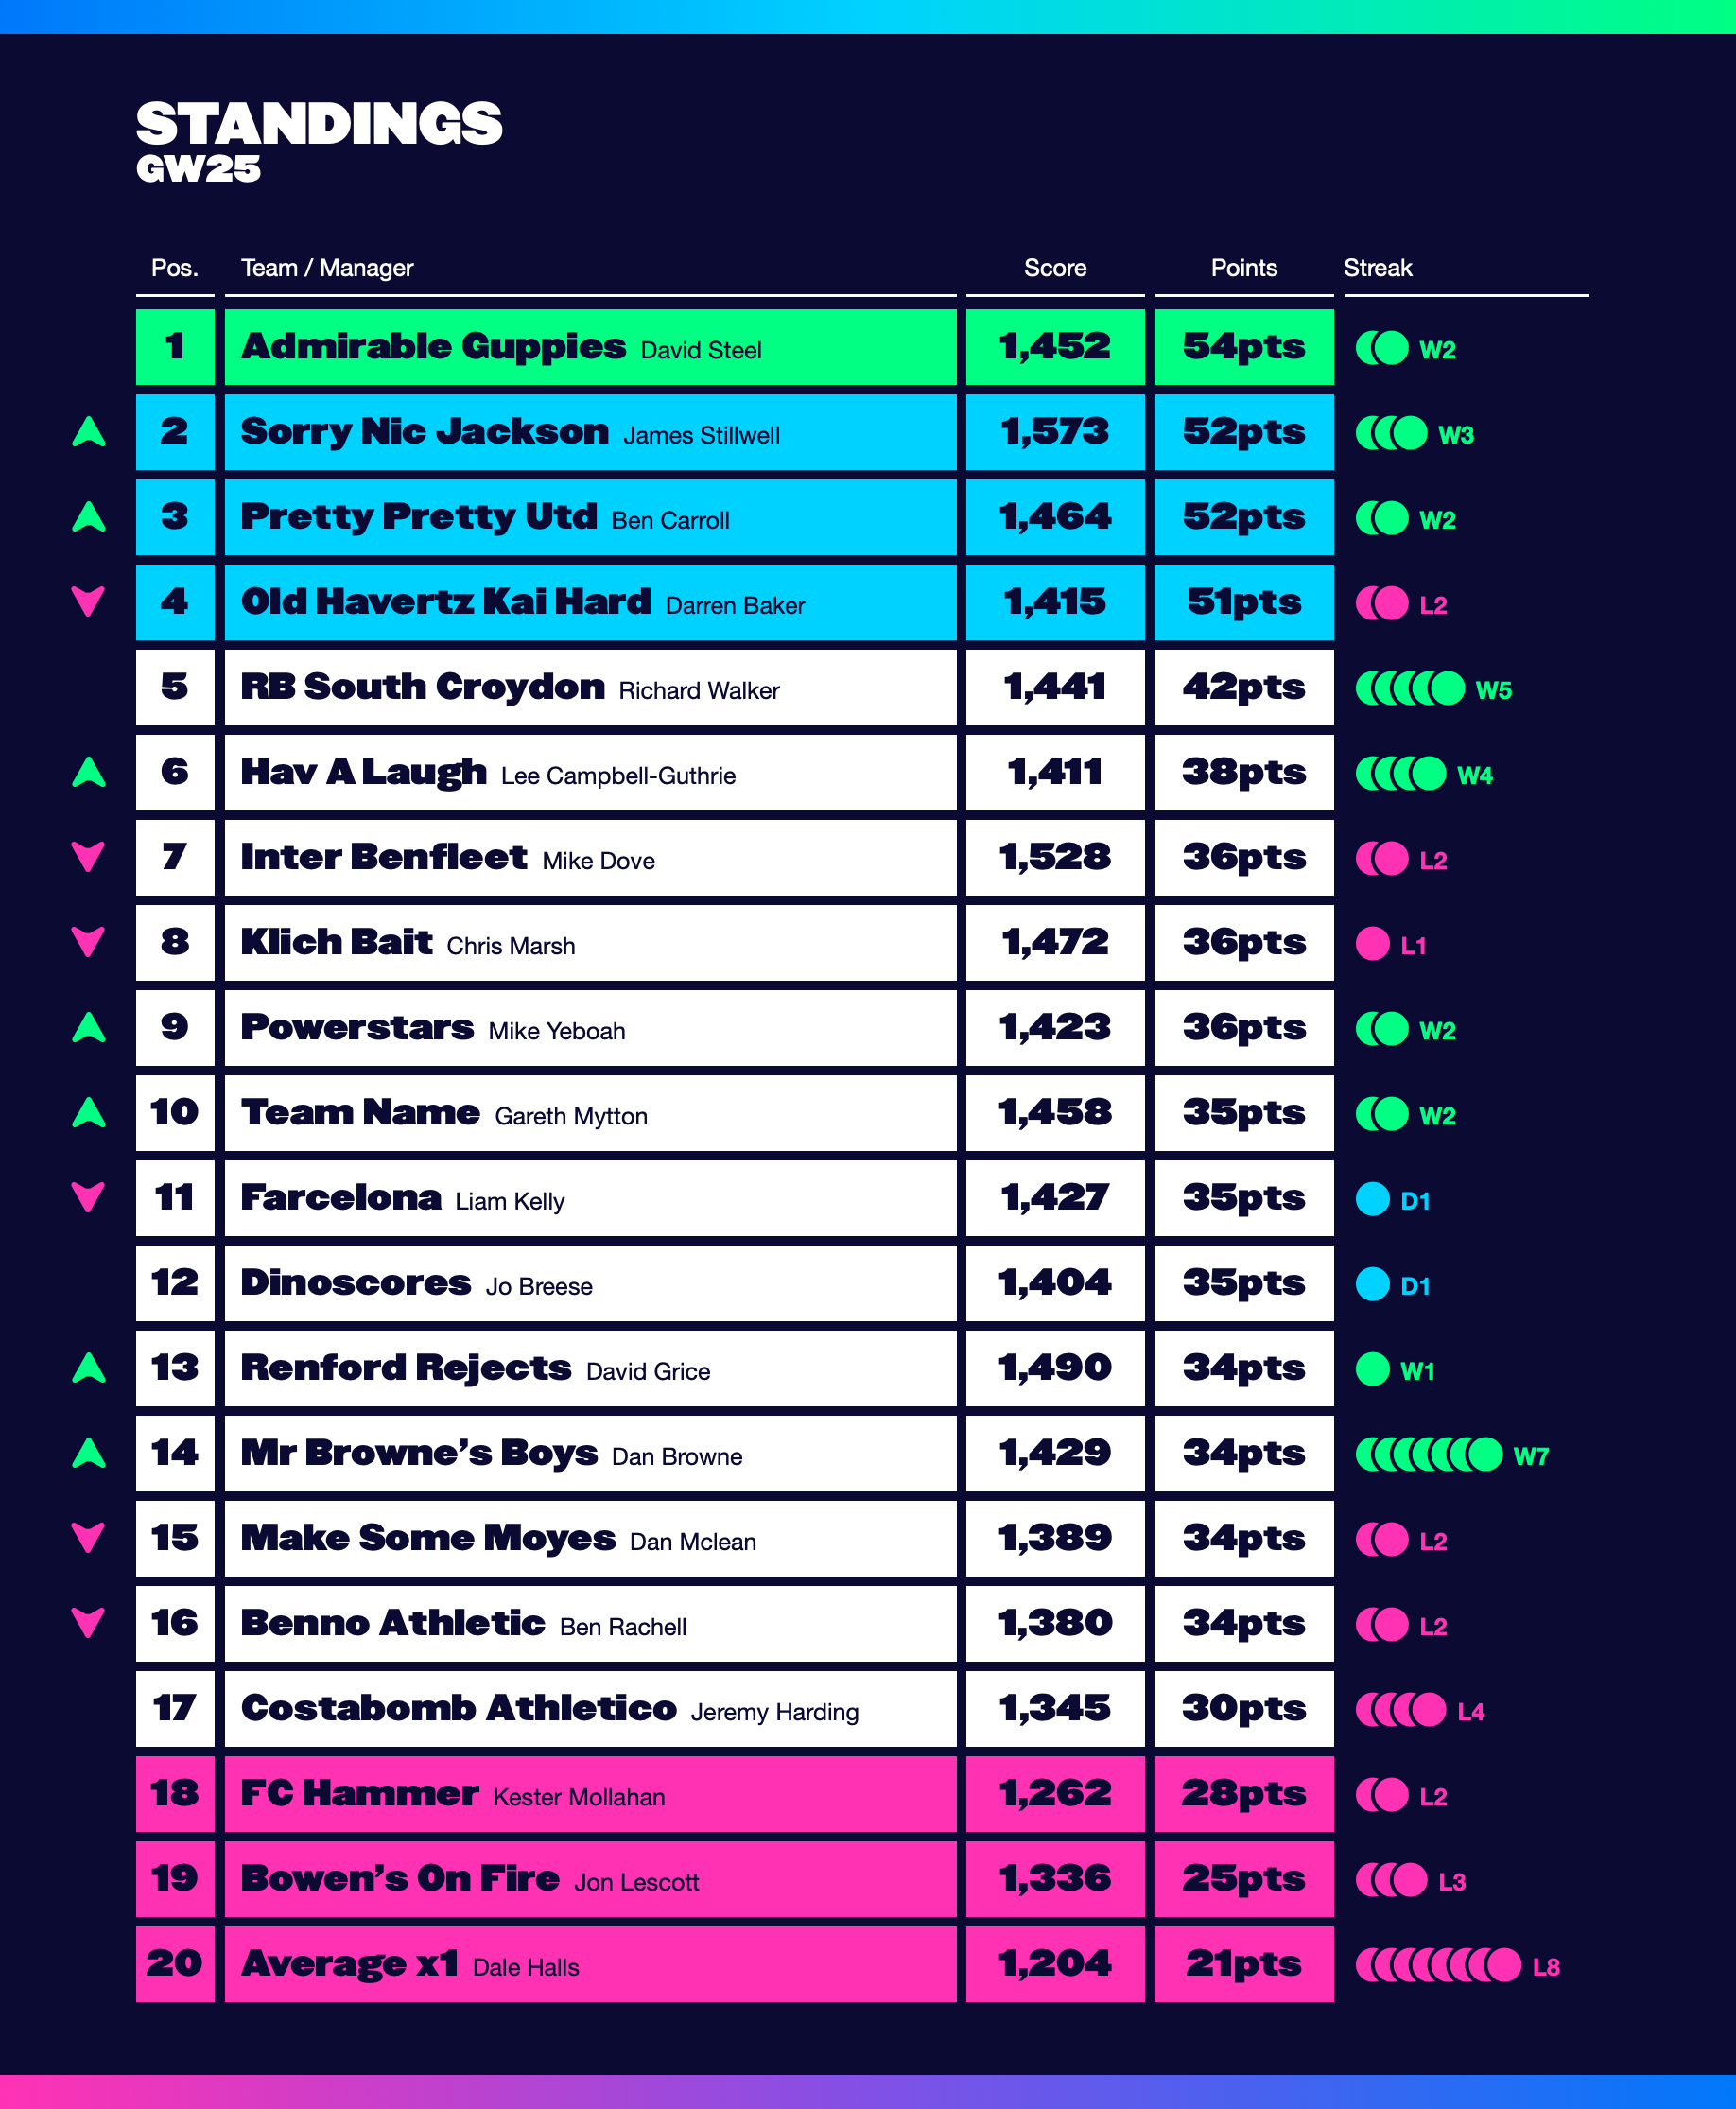 STANDINGS
GW25
Pos. Team / Manager Score Points Streak
1 Admirable Guppies David Steel 1,452 54pts W2
2 Sorry Nic Jackson James Stillwell 1,573 52pts W3
3 Pretty Pretty Utd Ben Carroll 1,464 52pts W2
4 Old Havertz Kai Hard Darren Baker 1,415 51pts L2
5 RB South Croydon Richard Walker 1,441 42pts W5
6 Hav A Laugh Lee Campbell-Guthrie 1,411 38pts W4
7 Inter Benfleet Mike Dove 1,528 36pts L2
8 Klich Bait Chris Marsh 1,472 36pts L1
9 Powerstars Mike Yeboah 1,423 36pts W2
10 Team Name Gareth Mytton 1,458 35pts W2
11 Farcelona Liam Kelly 1,427 35pts D1
12 Dinoscores Jo Breese 1,404 35pts D1
13 Renford Rejects David Grice 1,490 34pts W1
14 Mr Browne’s Boys Dan Browne 1,429 34pts W7
15 Make Some Moyes Dan Mclean 1,389 34pts L2
16 Benno Athletic Ben Rachell 1,380 34pts L2
17 Costabomb Athletico Jeremy Harding 1,345 30pts L4
18 FC Hammer Kester Mollahan 1,262 28pts L2
19 Bowen’s On Fire Jon Lescott 1,336 25pts L3
20 Average x1 Dale Halls 1,204 21pts L8